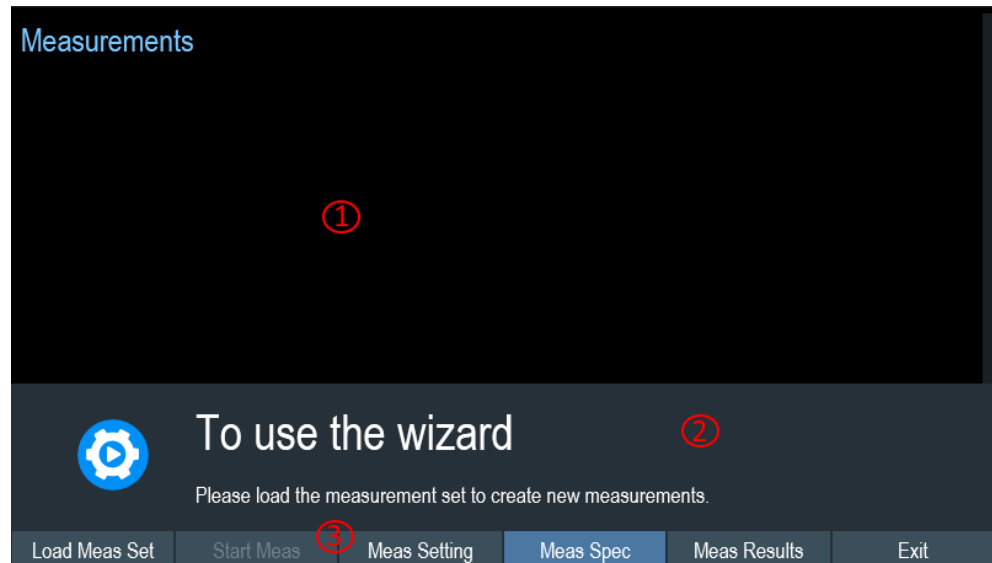 Measurements
①
To use the wizard
②
Please load the measurement set to create new measurements.
③
Load Meas Set Start Meas Meas Setting Meas Spec Meas Results Exit